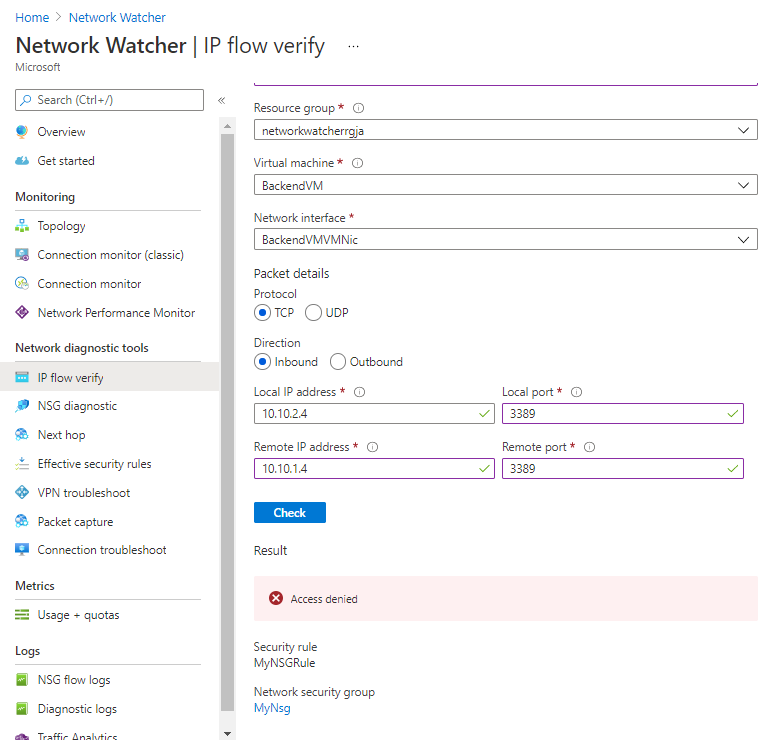 Home > Network Watcher
Network Watcher | IP flow verify ...
Microsoft
Search (Ctrl+/)
«
Overview
Get started
Monitoring
Topology
Connection monitor (classic)
Connection monitor
Network Performance Monitor
Network diagnostic tools
IP flow verify
NSG diagnostic
Next hop
Effective security rules
VPN troubleshoot
Packet capture
Connection troubleshoot
Metrics
Usage + quotas
Logs
NSG flow logs
Diagnostic logs
Traffic Analytics
Resource group *
networkwatcherrgja
Virtual machine *
BackendVM
Network interface *
BackendVMVMNic
Packet details
Protocol
TCP UDP
Direction
Inbound Outbound
Local IP address * Local port *
10.10.2.4 3389
Remote IP address * Remote port *
10.10.1.4 3389
Check
Result
Access denied
Security rule
MyNSGRule
Network security group
MyNsg